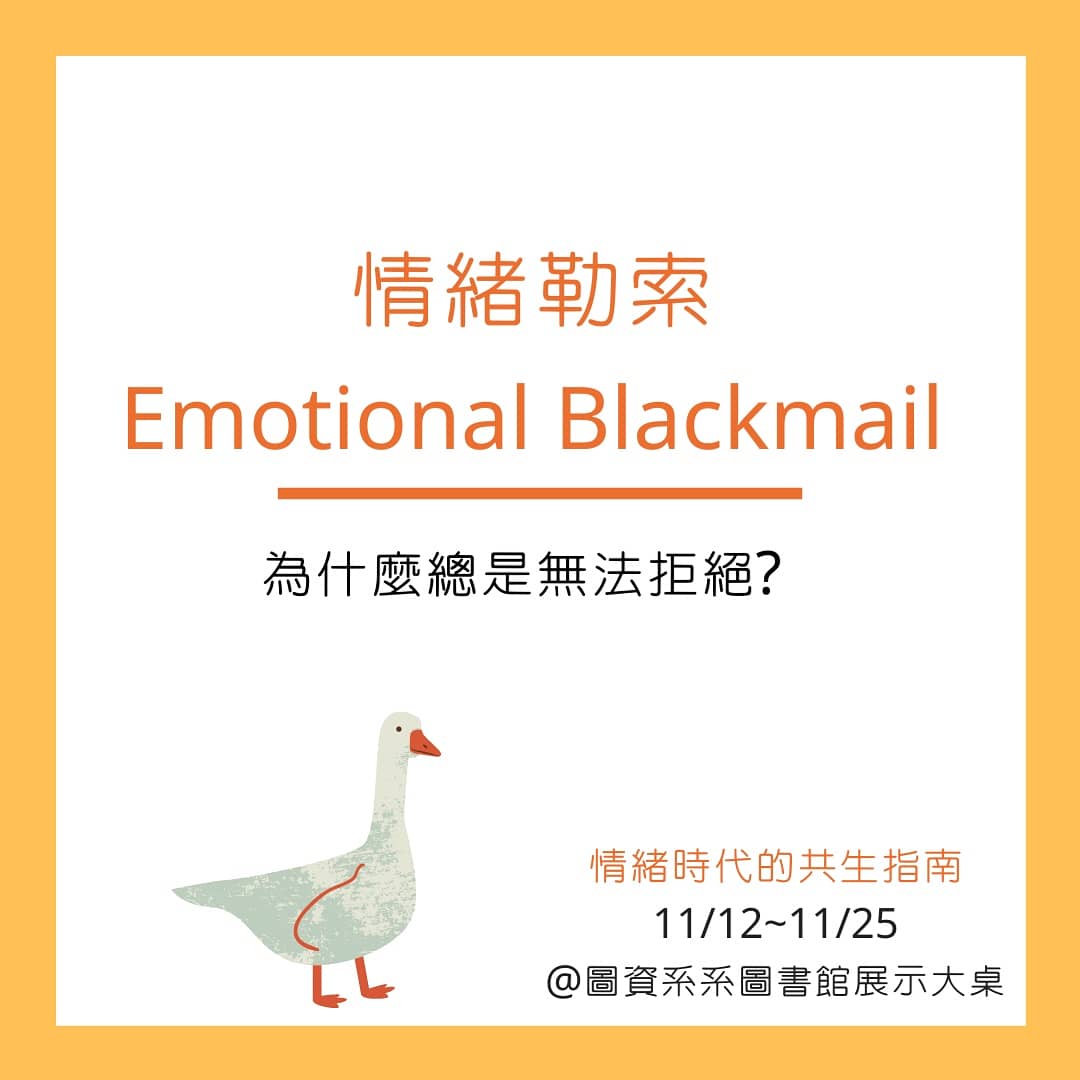 情緒勒索
Emotional Blackmail
為什麼總是無法拒絕?
情緒時代的共生指南
11/12~11/25
@圖資系系圖書館展示大桌